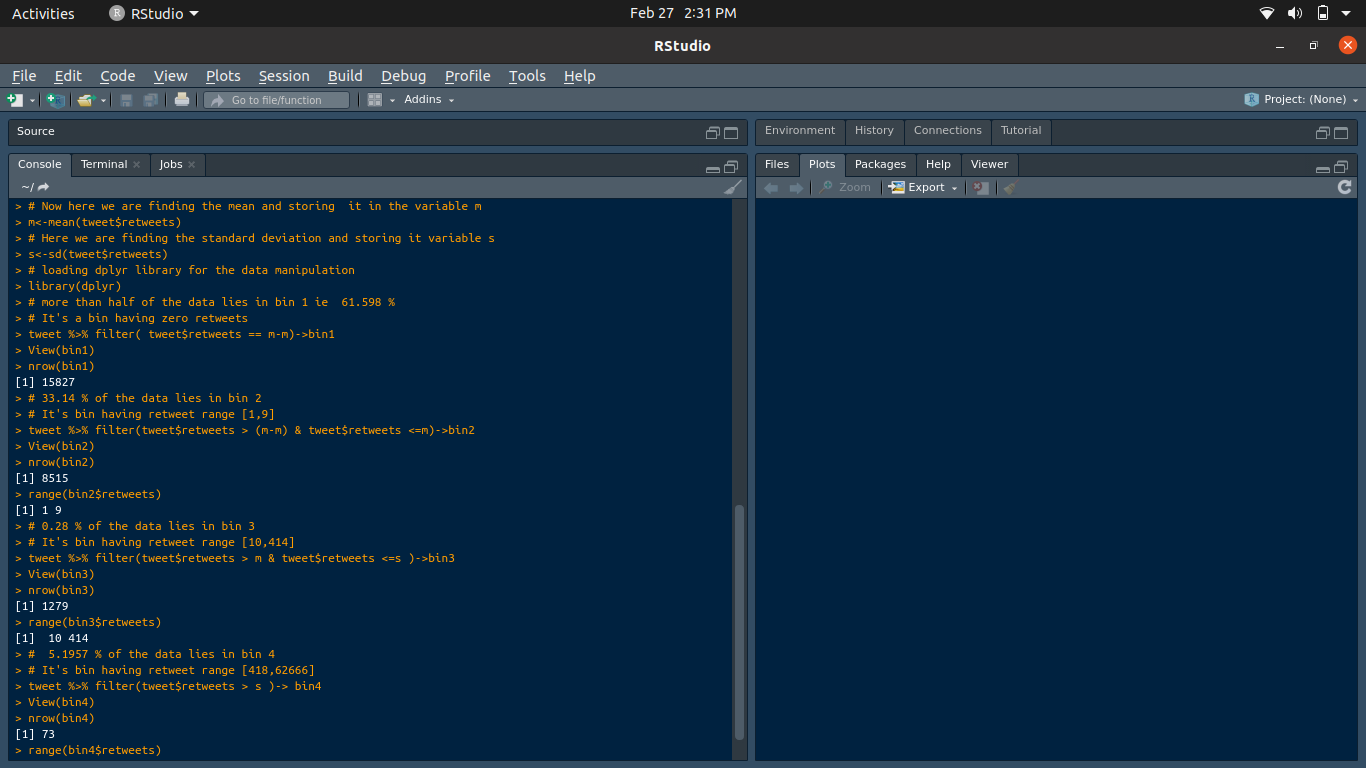 Activities RStudio Feb 27 2:31 PM
RStudio
File Edit Code View Plots Session Build Debug Profile Tools Help
Go to file/function Addins Project: (None)
Source
Environment History Connections Tutorial
Console Terminal Jobs
Files Plots Packages Help Viewer
~/
Zoom Export
> # Now here we are finding the mean and storing  it in the variable m
> m<-mean(tweet$retweets)
> # Here we are finding the standard deviation and storing it variable s
> s<-sd(tweet$retweets)
> # loading dplyr library for the data manipulation
> library(dplyr)
> # more than half of the data lies in bin 1 ie  61.598 %
> # It's a bin having zero retweets
> tweet %>% filter( tweet$retweets == m-m)->bin1
> View(bin1)
> nrow(bin1)
[1] 15827
> # 33.14 % of the data lies in bin 2
> # It's bin having retweet range [1,9]
> tweet %>% filter(tweet$retweets > (m-m) & tweet$retweets <=m)->bin2
> View(bin2)
> nrow(bin2)
[1] 8515
> range(bin2$retweets)
[1] 1 9
> # 0.28 % of the data lies in bin 3
> # It's bin having retweet range [10,414]
> tweet %>% filter(tweet$retweets > m & tweet$retweets <=s )->bin3
> View(bin3)
> nrow(bin3)
[1] 1279
> range(bin3$retweets)
[1]  10 414
> #  5.1957 % of the data lies in bin 4
> # It's bin having retweet range [418,62666]
> tweet %>% filter(tweet$retweets > s )-> bin4
> View(bin4)
> nrow(bin4)
[1] 73
> range(bin4$retweets)